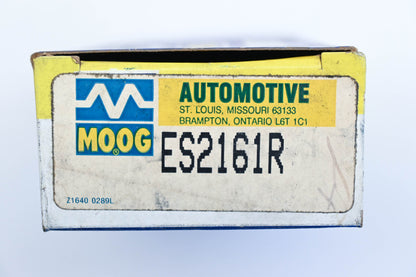 AUTOMOTIVE
ST. LOUIS, MISSOURI 63133
BRAMPTON, ONTARIO L6T 1C1
MOOG®
ES2161R
Z1640 0289L